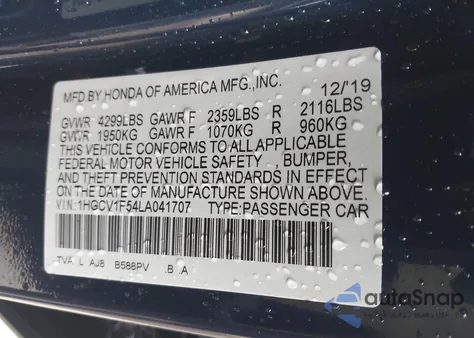 MFD.BY HONDA OF AMERICA MFG.,INC. 12/'19
GVWR 4299LBS GAWR F 2359LBS R 2116LBS
GVWR 1950KG GAWR F 1070KG R 960KG
THIS VEHICLE CONFORMS TO ALL APPLICABLE
FEDERAL MOTOR VEHICLE SAFETY , BUMPER,
AND THEFT PREVENTION STANDARDS IN EFFECT
ON THE DATE OF MANUFACTURE SHOWN ABOVE.
V.I.N.:1HGCV1F54LA041707 TYPE:PASSENGER CAR
TVA L AJ8 B588PV .B A
autoSnap